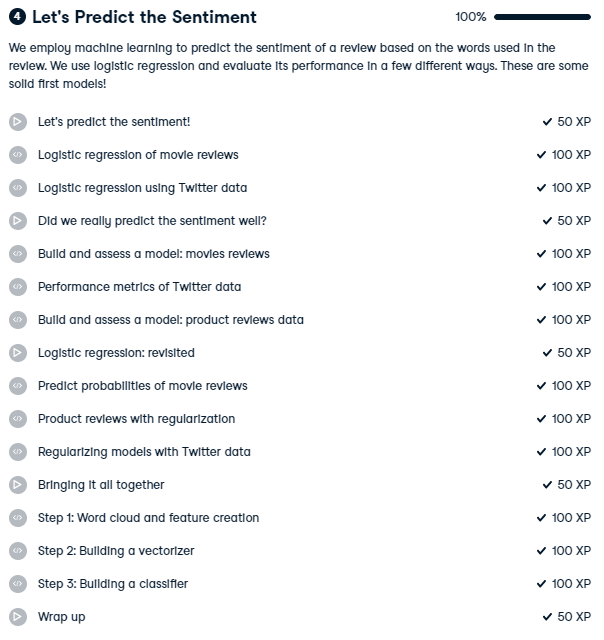 4 Let's Predict the Sentiment 100%
We employ machine learning to predict the sentiment of a review based on the words used in the
review. We use logistic regression and evaluate its performance in a few different ways. These are some
solid first models!
Let's predict the sentiment! 50 XP
Logistic regression of movie reviews 100 XP
Logistic regression using Twitter data 100 XP
Did we really predict the sentiment well? 50 XP
Build and assess a model: movies reviews 100 XP
Performance metrics of Twitter data 100 XP
Build and assess a model: product reviews data 100 XP
Logistic regression: revisited 50 XP
Predict probabilities of movie reviews 100 XP
Product reviews with regularization 100 XP
Regularizing models with Twitter data 100 XP
Bringing it all together 50 XP
Step 1: Word cloud and feature creation 100 XP
Step 2: Building a vectorizer 100 XP
Step 3: Building a classifier 100 XP
Wrap up 50 XP